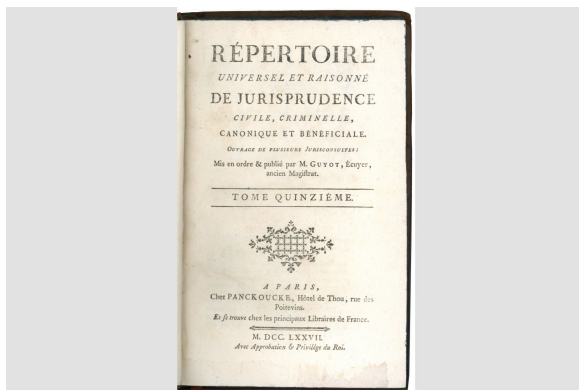 RÉPERTOIRE
UNIVERSEL ET RAISONNÉ
DE JURISPRUDENCE
CIVILE, CRIMINELLE,
CANONIQUE ET BÉNÉFICIALE.
OUVRAGE DE PLUSIEURS JURISCONSULTES:
Mis en ordre & publié par M. GUYOT, Écuyer,
ancien Magistrat.
TOME QUINZIÈME.
A PARIS,
Chez PANCKOUCKE, Hôtel de Thou, rue des
Poitevins.
Et se trouve chez les principaux Libraires de France.
M. DCC. LXXVII.
Avec Approbation & Privilège du Roi.